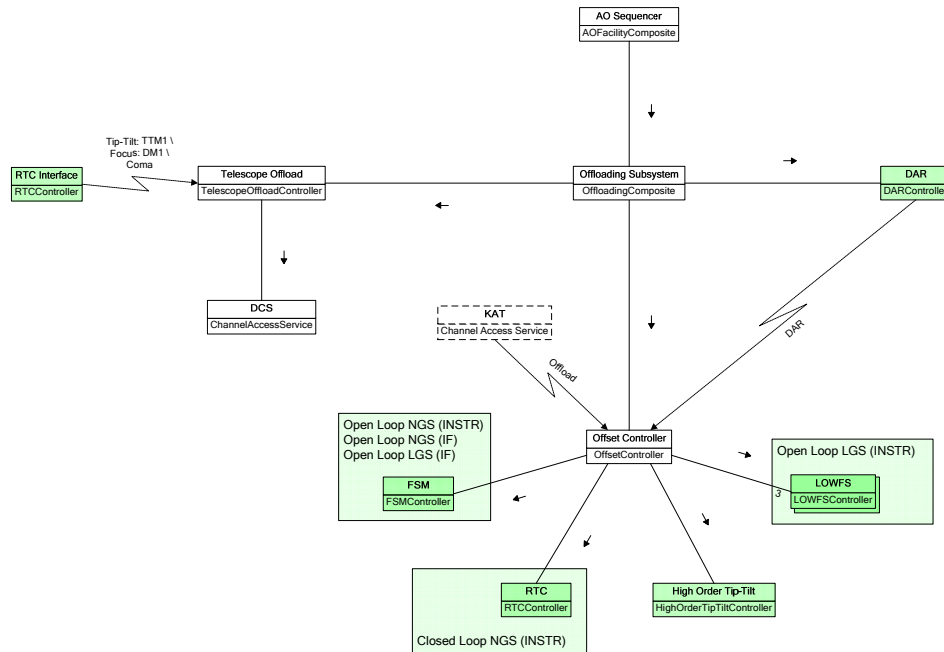 AO Sequencer
AOFacilityComposite
Tip-Tilt: TTM1 \
Focus: DM1 \
Coma
RTC Interface
RTCController
Telescope Offload
TelescopeOffloadController
Offloading Subsystem
OffloadingComposite
DAR
DARController
DCS
ChannelAccessService
KAT
Channel Access Service
DAR
Offload
Open Loop NGS (INSTR)
Open Loop NGS (IF)
Open Loop LGS (IF)
FSM
FSMController
Offset Controller
OffsetController
Open Loop LGS (INSTR)
3
LOWFS
LOWFSController
RTC
RTCController
Closed Loop NGS (INSTR)
High Order Tip-Tilt
HighOrderTipTiltController